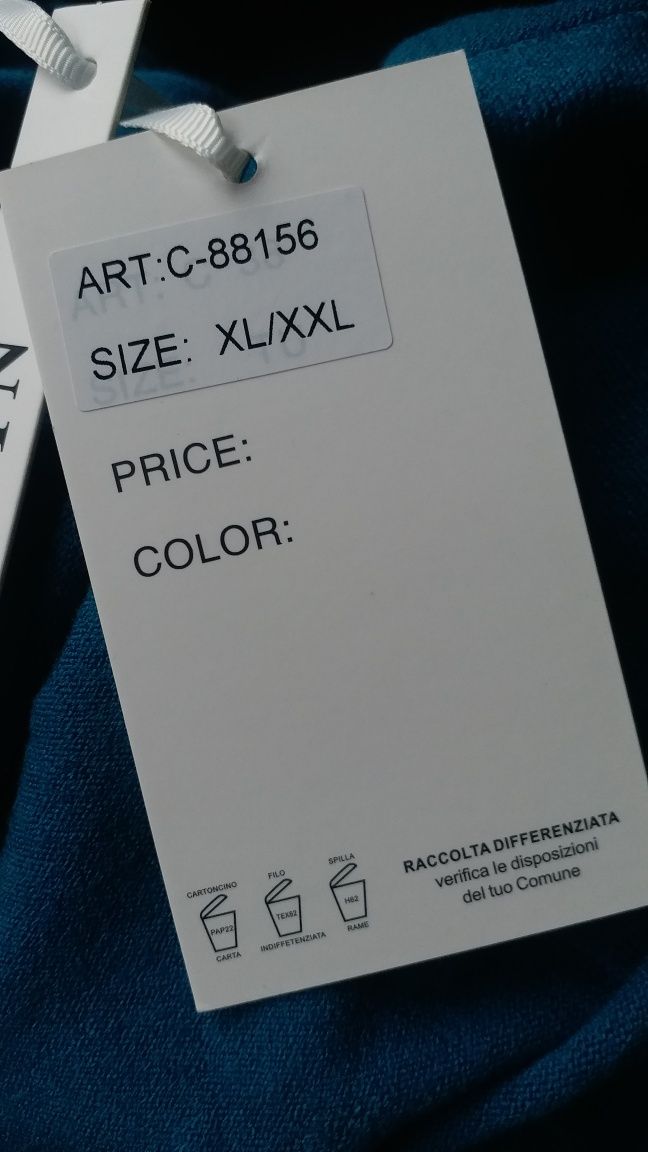 ART:C-88156
SIZE: XL/XXL
PRICE:
COLOR:
CARTONCINO
PAP22
CARTA
FILO
TEX62
INDIFFETENZIATA
SPILLA
H62
RAME
RACCOLTA DIFFERENZIATA
verifica le disposizioni
del tuo Comune